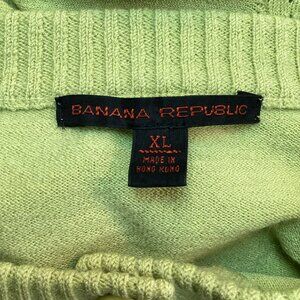 BANANA REPUBLIC
XL
MADE IN
HONG KONG